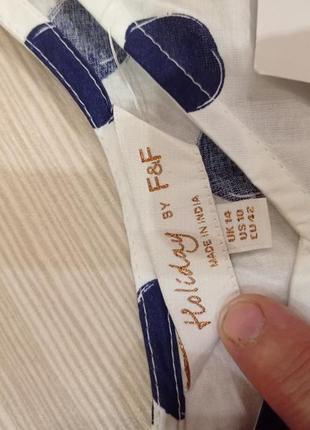 Holiday BY F&F
MADE IN INDIA
UK 14
US 10
EU 42